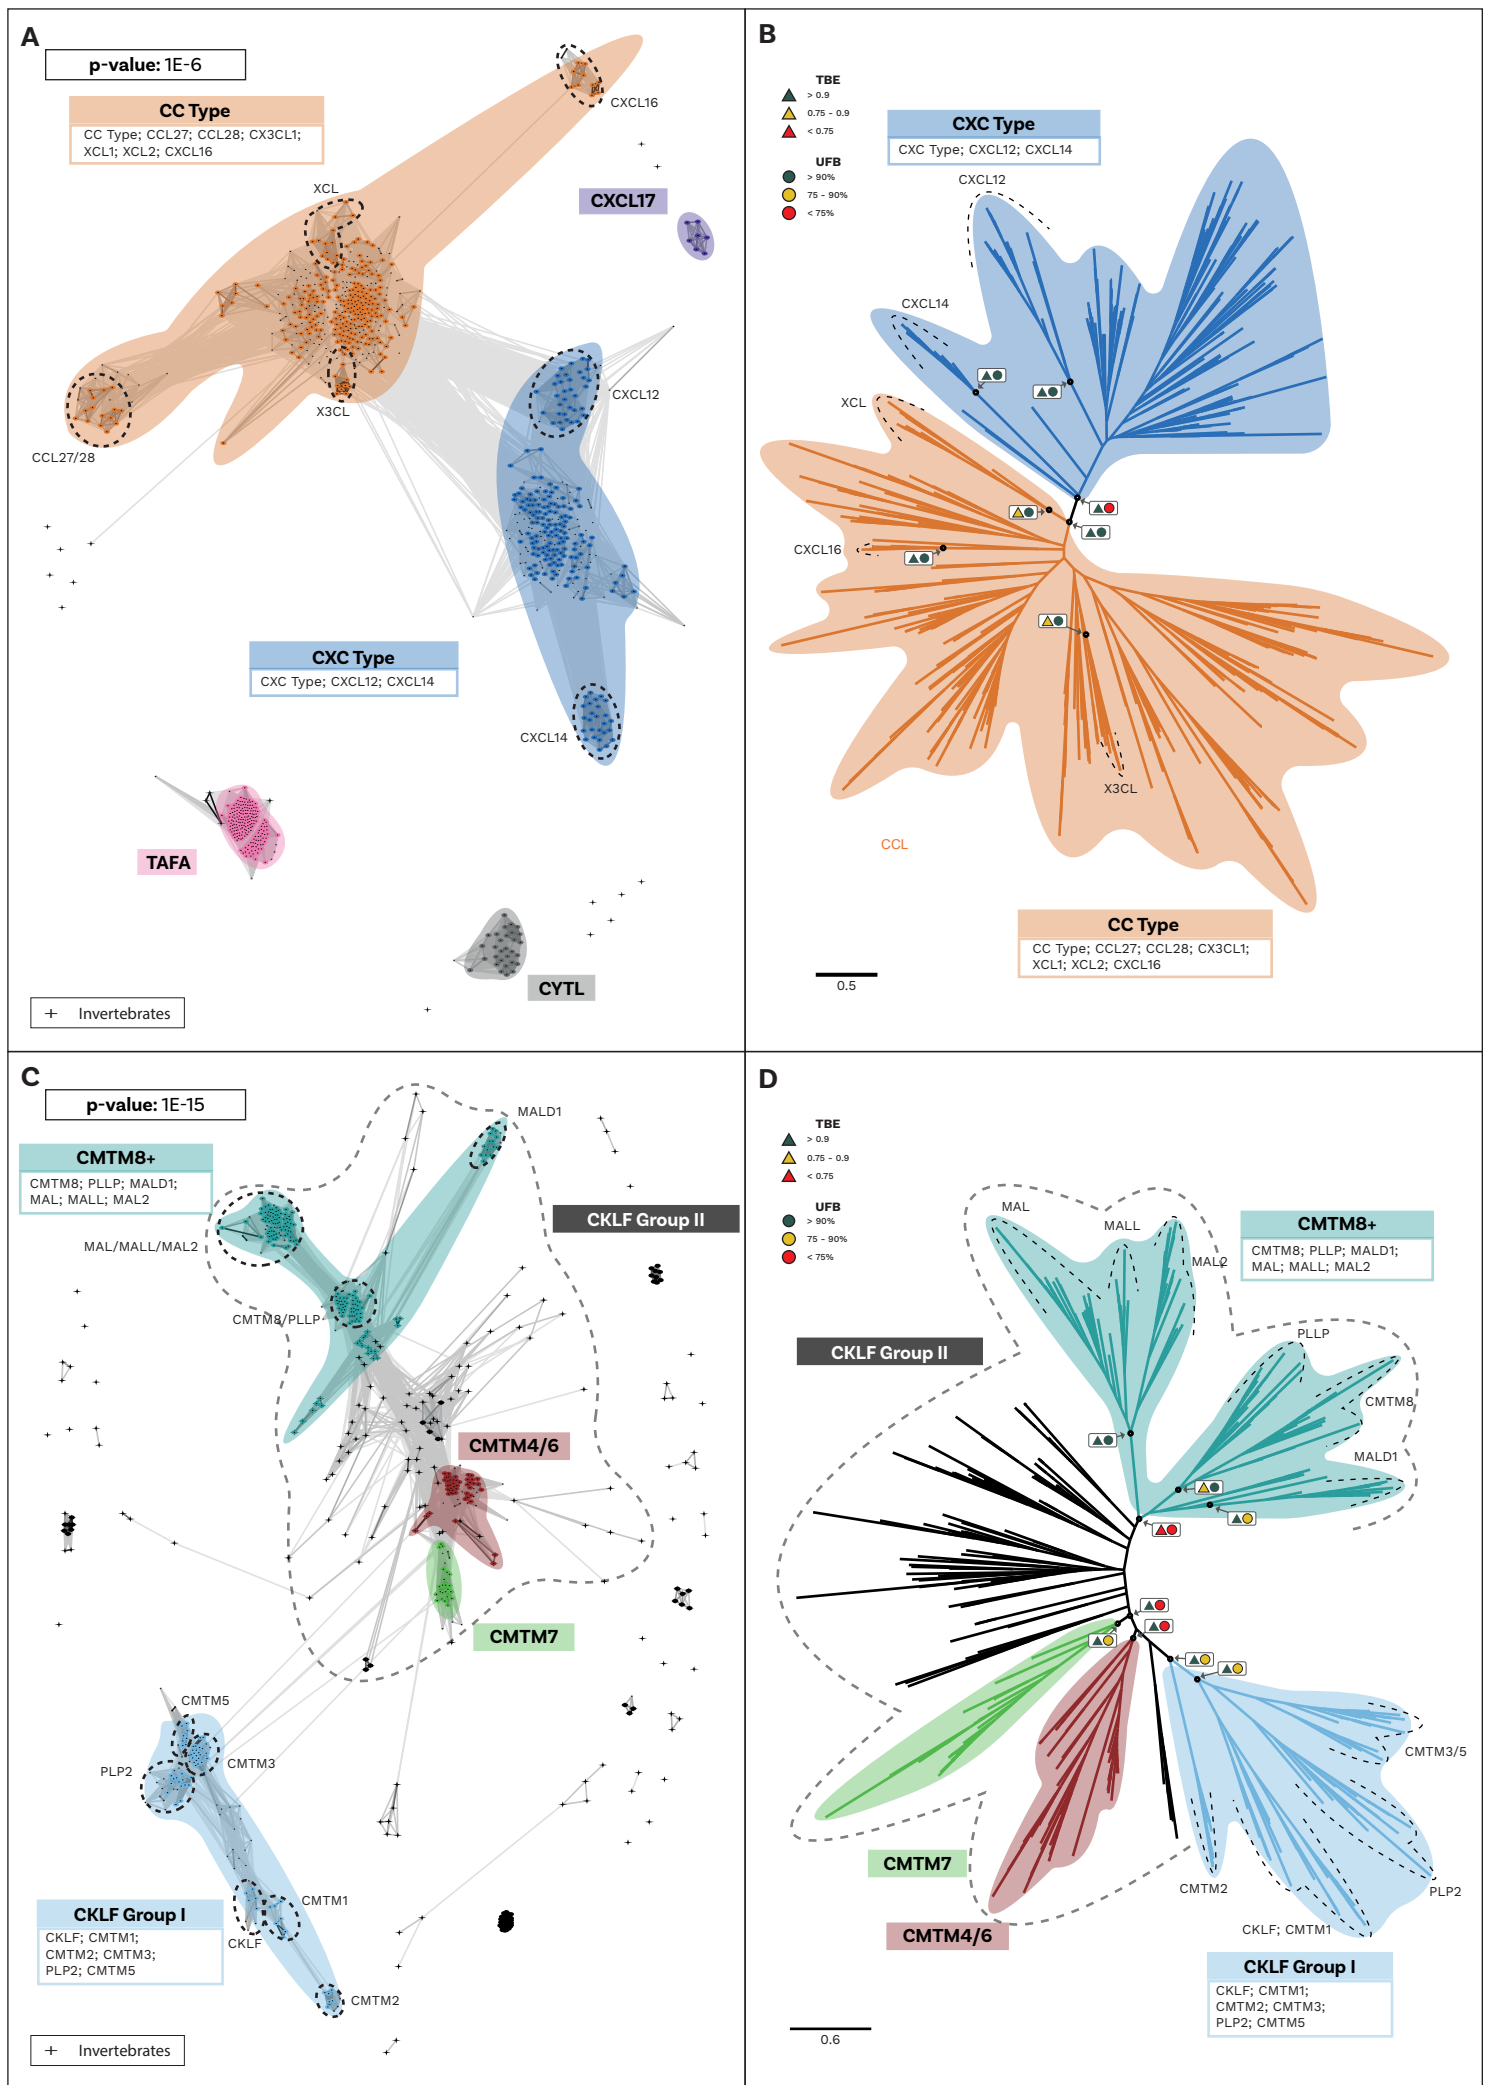 A
p-value: 1E-6
CC Type
CC Type; CCL27; CCL28; CX3CL1;
XCL1; XCL2; CXCL16
CXCL16
XCL
CXCL17
X3CL
CXCL12
CCL27/28
CXC Type
CXC Type; CXCL12; CXCL14
CXCL14
TAFA
CYTL
Invertebrates
B
TBE
> 0.9
0.75 - 0.9
< 0.75
UFB
> 90%
75 - 90%
< 75%
CXC Type
CXC Type; CXCL12; CXCL14
CXCL12
CXCL14
XCL
CXCL16
X3CL
CCL
CC Type
CC Type; CCL27; CCL28; CX3CL1;
XCL1; XCL2; CXCL16
0.5
C
p-value: 1E-15
MALD1
CMTM8+
CMTM8; PLLP; MALD1;
MAL; MALL; MAL2
CKLF Group II
MAL/MALL/MAL2
CMTM8/PLLP
CMTM4/6
CMTM7
CMTM5
CMTM3
PLP2
CMTM1
CKLF Group I
CKLF; CMTM1;
CMTM2; CMTM3;
PLP2; CMTM5
CKLF
CMTM2
Invertebrates
D
TBE
> 0.9
0.75 - 0.9
< 0.75
UFB
> 90%
75 - 90%
< 75%
MAL
MALL
MAL2
CMTM8+
CMTM8; PLLP; MALD1;
MAL; MALL; MAL2
PLLP
CKLF Group II
CMTM8
MALD1
CMTM3/5
CMTM7
CMTM2
PLP2
CKLF; CMTM1
CMTM4/6
CKLF Group I
CKLF; CMTM1;
CMTM2; CMTM3;
PLP2; CMTM5
0.6